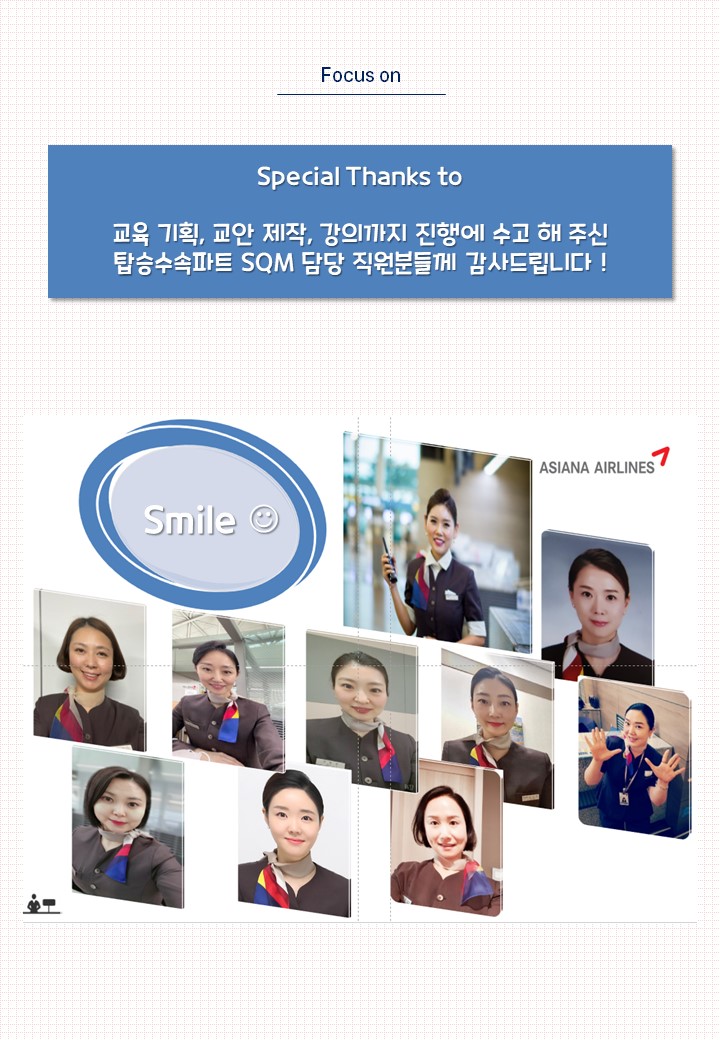 Focus on
Special Thanks to
교육 기획, 교안 제작, 강의까지 진행에 수고 해 주신
탑승수속파트 SQM 담당 직원분들께 감사드립니다 !
Smile ☺
ASIANA AIRLINES